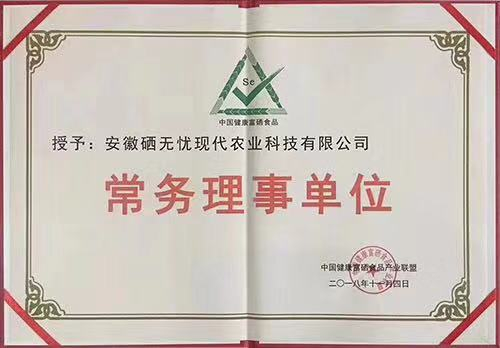 Se
中国健康富硒食品
授予：安徽硒无忧现代农业科技有限公司
常务理事单位
中国健康富硒食品产业联盟
二〇一八年十一月四日